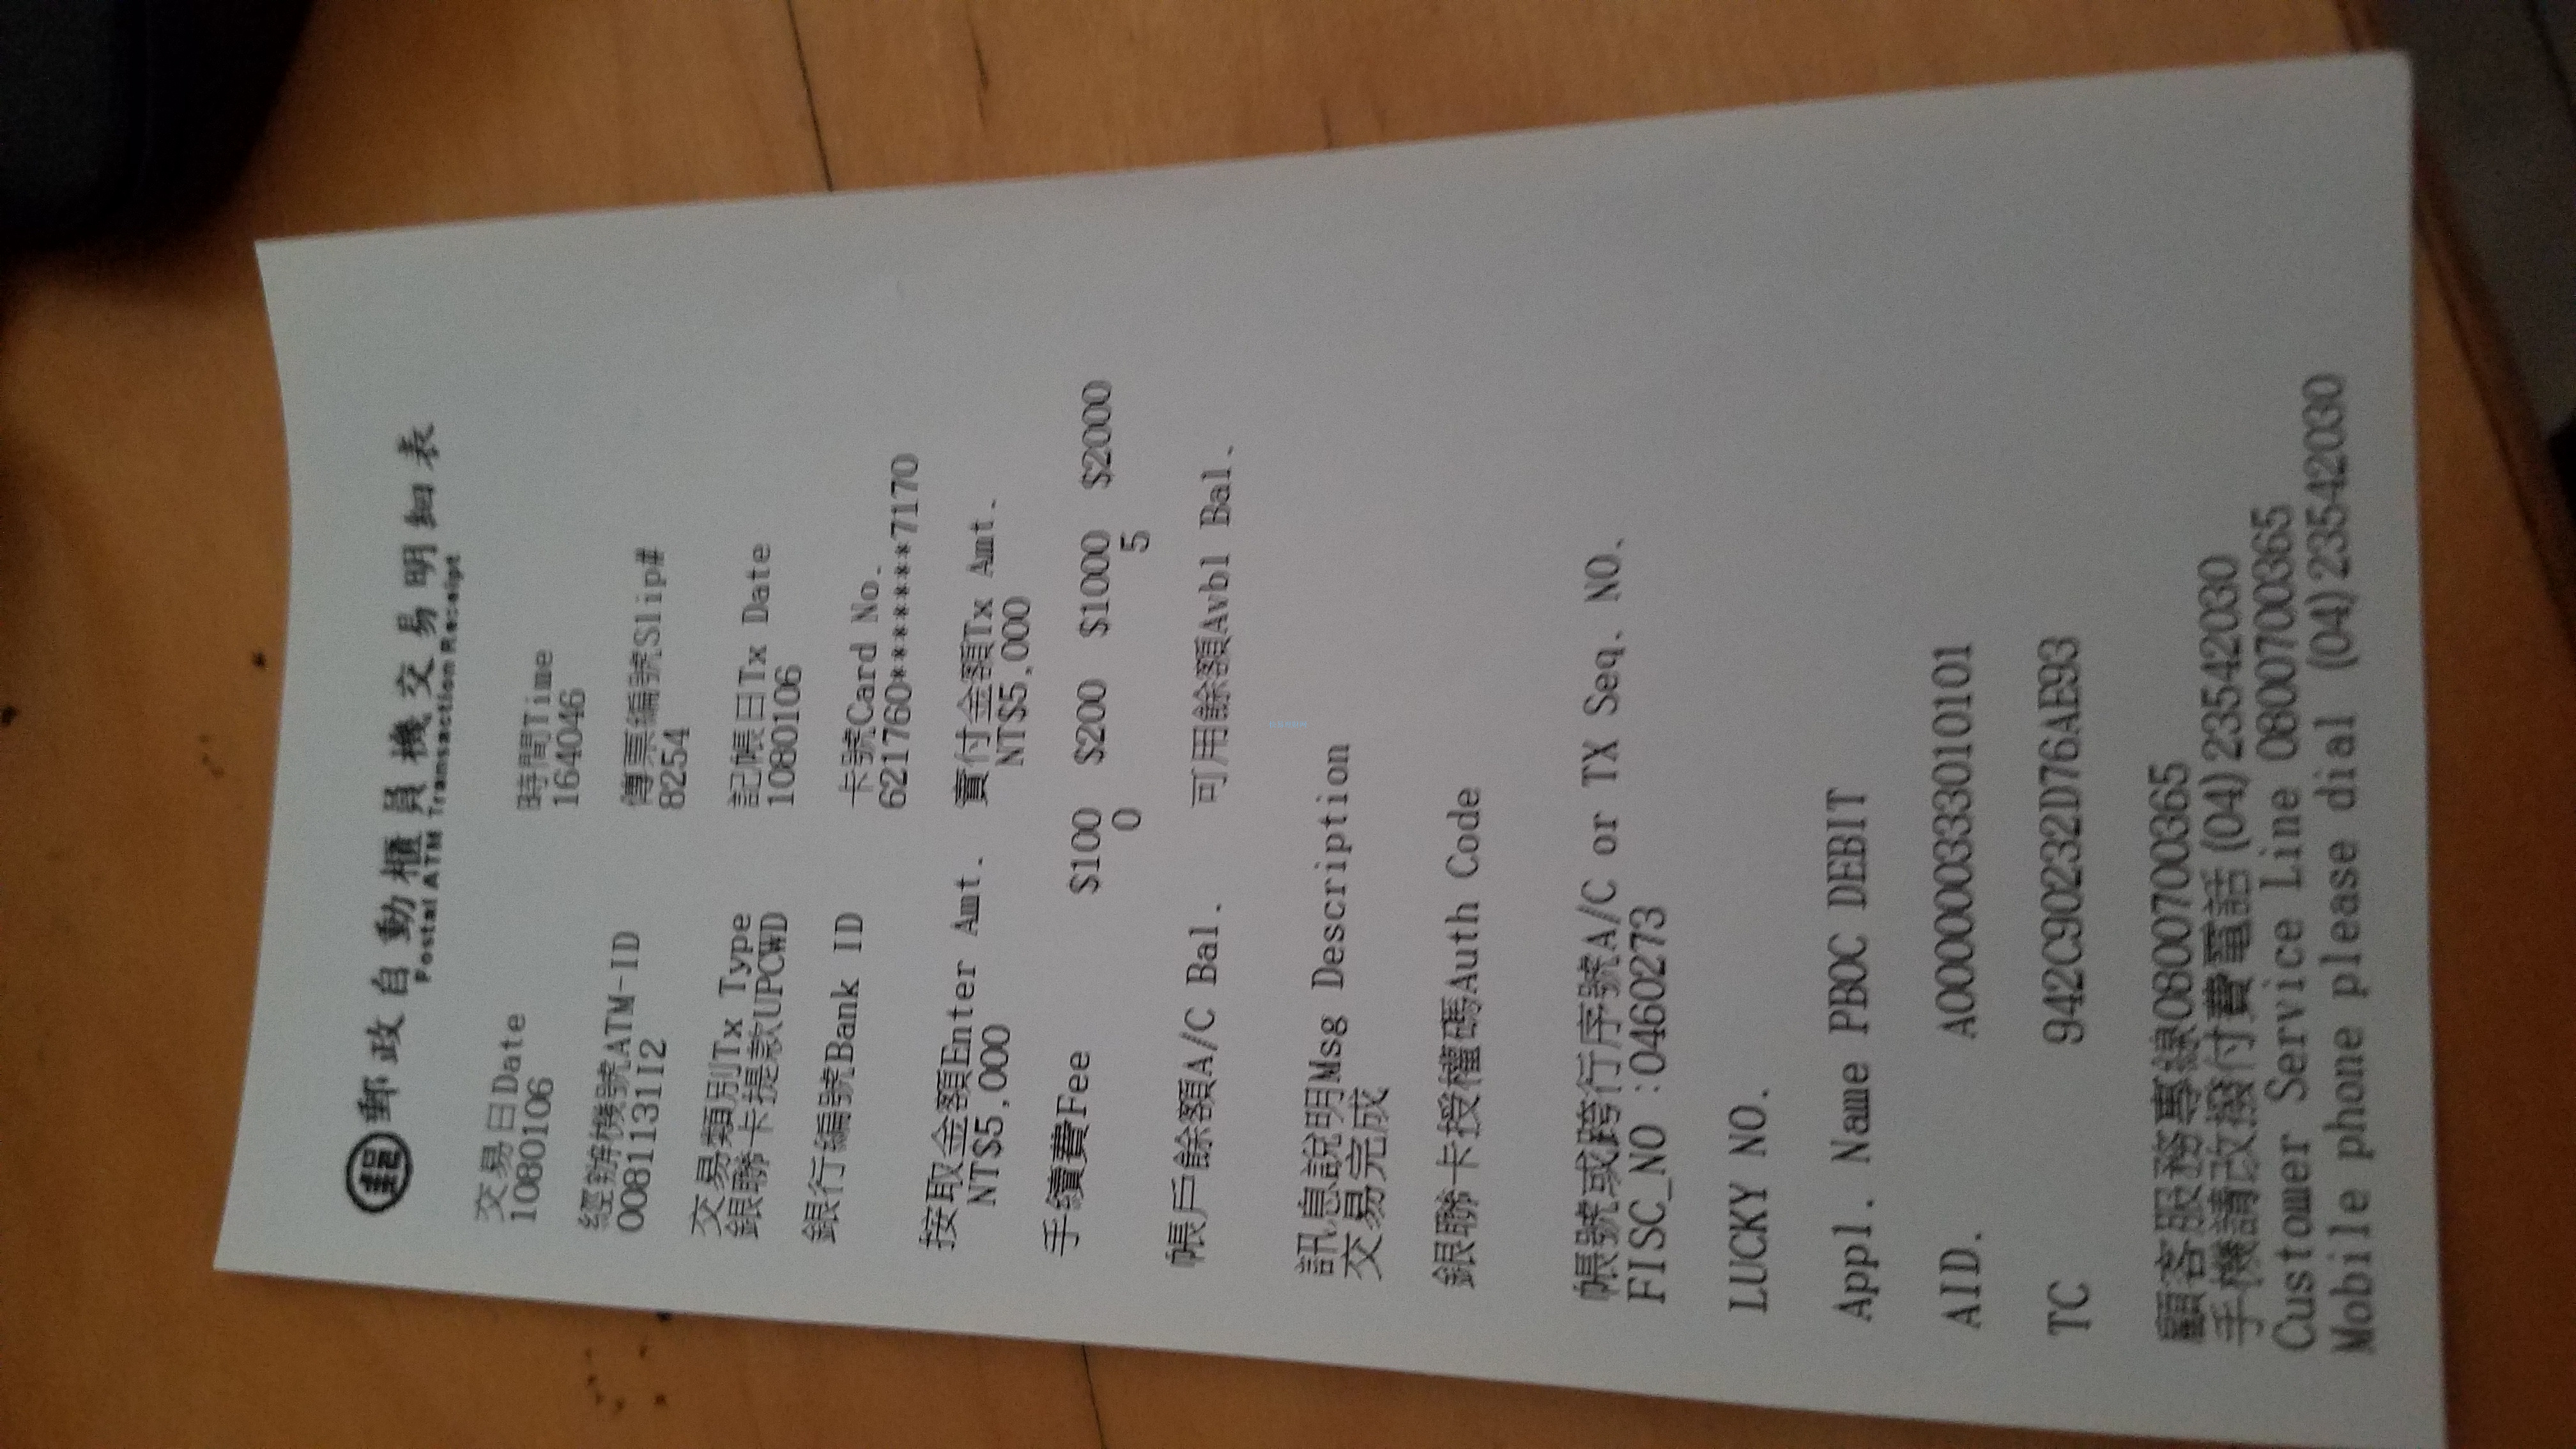 郵政自動櫃員機交易明細表
Postal ATM Transaction Receipt
交易日Date 時間Time
1080106 164046
經辦機號ATM-ID 傳票編號Slip#
00811311I2 8254
交易類別Tx Type 記帳日Tx Date
銀聯卡提款UPCWD 1080106
銀行編號Bank ID 卡號Card No.
621760*******7170
按取金額Enter Amt. 實付金額Tx Amt.
NT$5,000 NT$5,000
手續費Fee $100 $200 $1000 $2000
0 5
帳戶餘額A/C Bal. 可用餘額Avbl Bal.
訊息說明Msg Description
交易完成
銀聯卡授權碼Auth Code
帳號或跨行序號A/C or TX Seq. NO.
FISC_NO :04602273
LUCKY NO.
Appl. Name PBOC DEBIT
AID. A000000333010101
TC 942C990232D76AB93
顧客服務專線0800700365
手機請改撥付費電話(04)23542030
Customer Service Line 0800700365
Mobile phone please dial (04)23542030